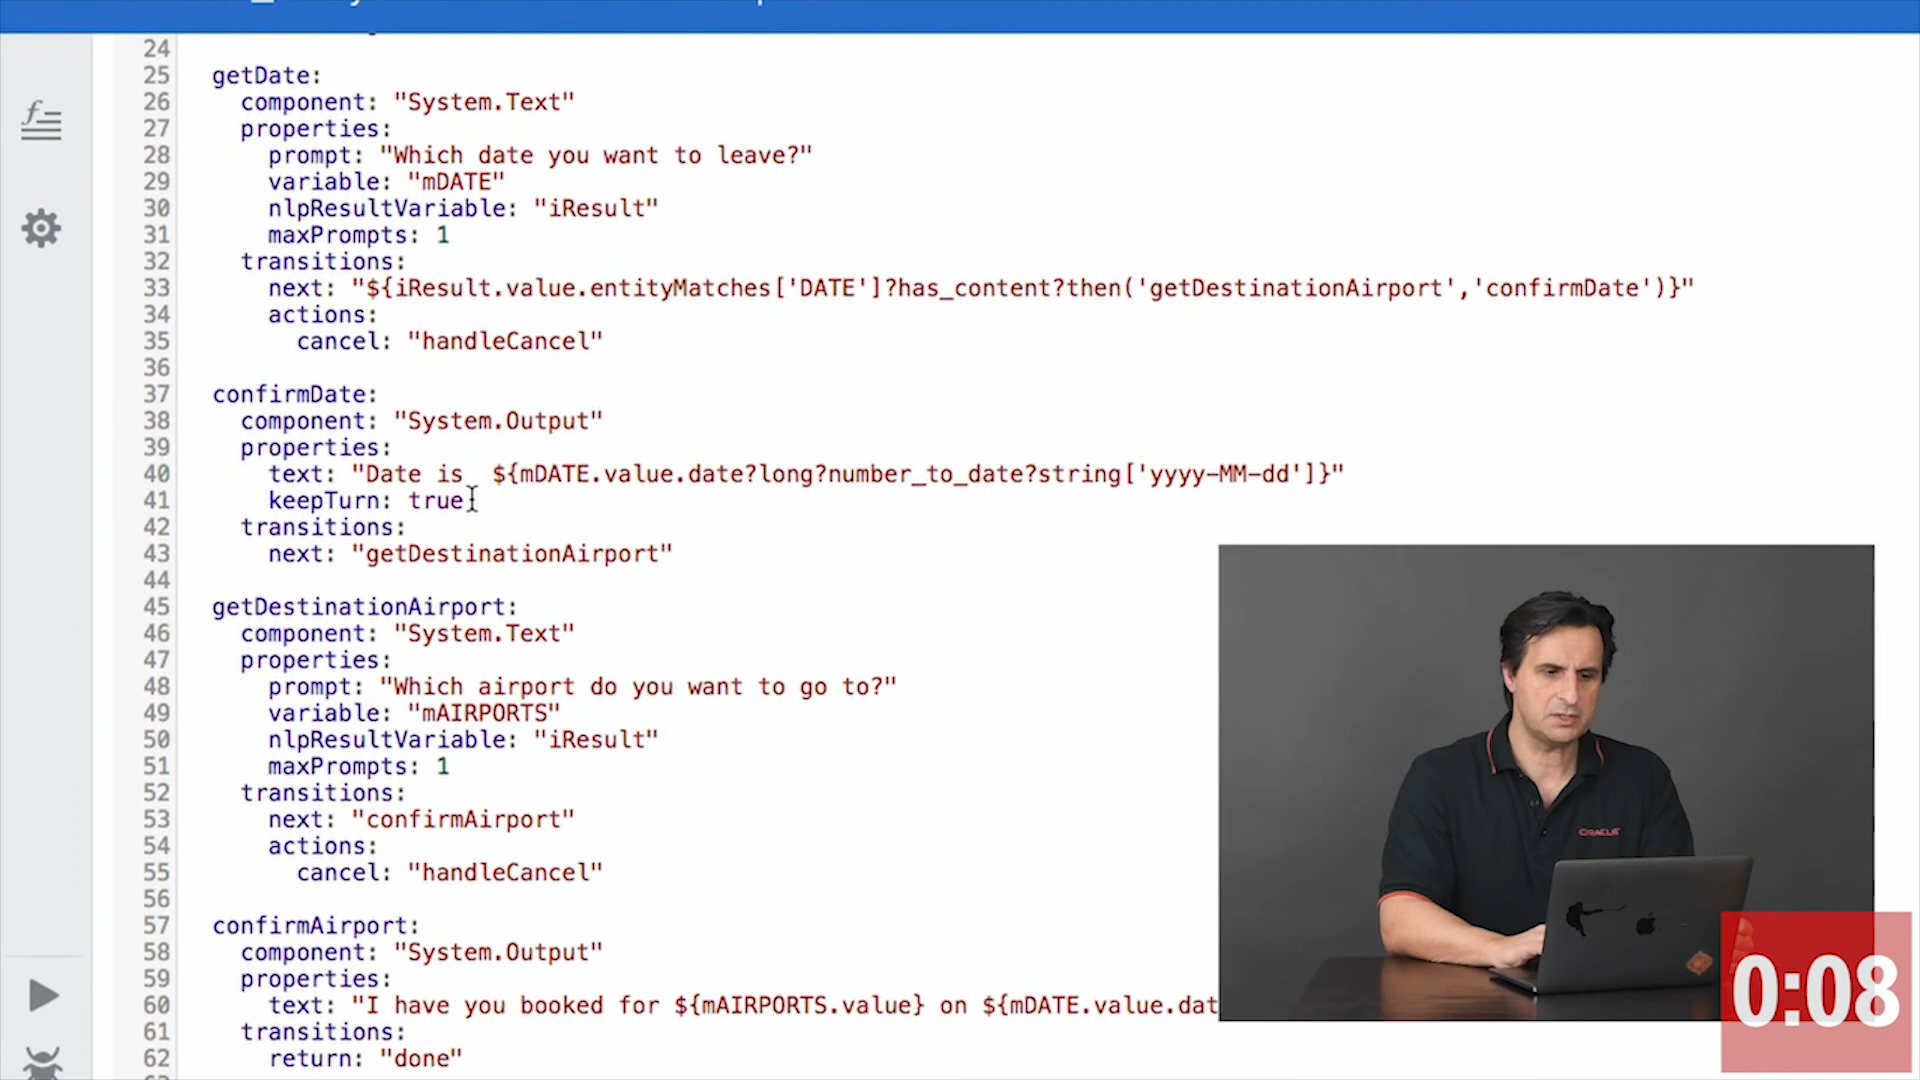 24
25 getDate:
26 component: "System.Text"
27 properties:
28 prompt: "Which date you want to leave?"
29 variable: "mDATE"
30 nlpResultVariable: "iResult"
31 maxPrompts: 1
32 transitions:
33 next: "${iResult.value.entityMatches['DATE']?has_content?then('getDestinationAirport','confirmDate')}"
34 actions:
35 cancel: "handleCancel"
36
37 confirmDate:
38 component: "System.Output"
39 properties:
40 text: "Date is  ${mDATE.value.date?long?number_to_date?string['yyyy-MM-dd']}"
41 keepTurn: true
42 transitions:
43 next: "getDestinationAirport"
44
45 getDestinationAirport:
46 component: "System.Text"
47 properties:
48 prompt: "Which airport do you want to go to?"
49 variable: "mAIRPORTS"
50 nlpResultVariable: "iResult"
51 maxPrompts: 1
52 transitions:
53 next: "confirmAirport"
54 actions:
55 cancel: "handleCancel"
56
57 confirmAirport:
58 component: "System.Output"
59 properties:
60 text: "I have you booked for ${mAIRPORTS.value} on ${mDATE.value.dat
61 transitions:
62 return: "done"
ORACLE
0:08